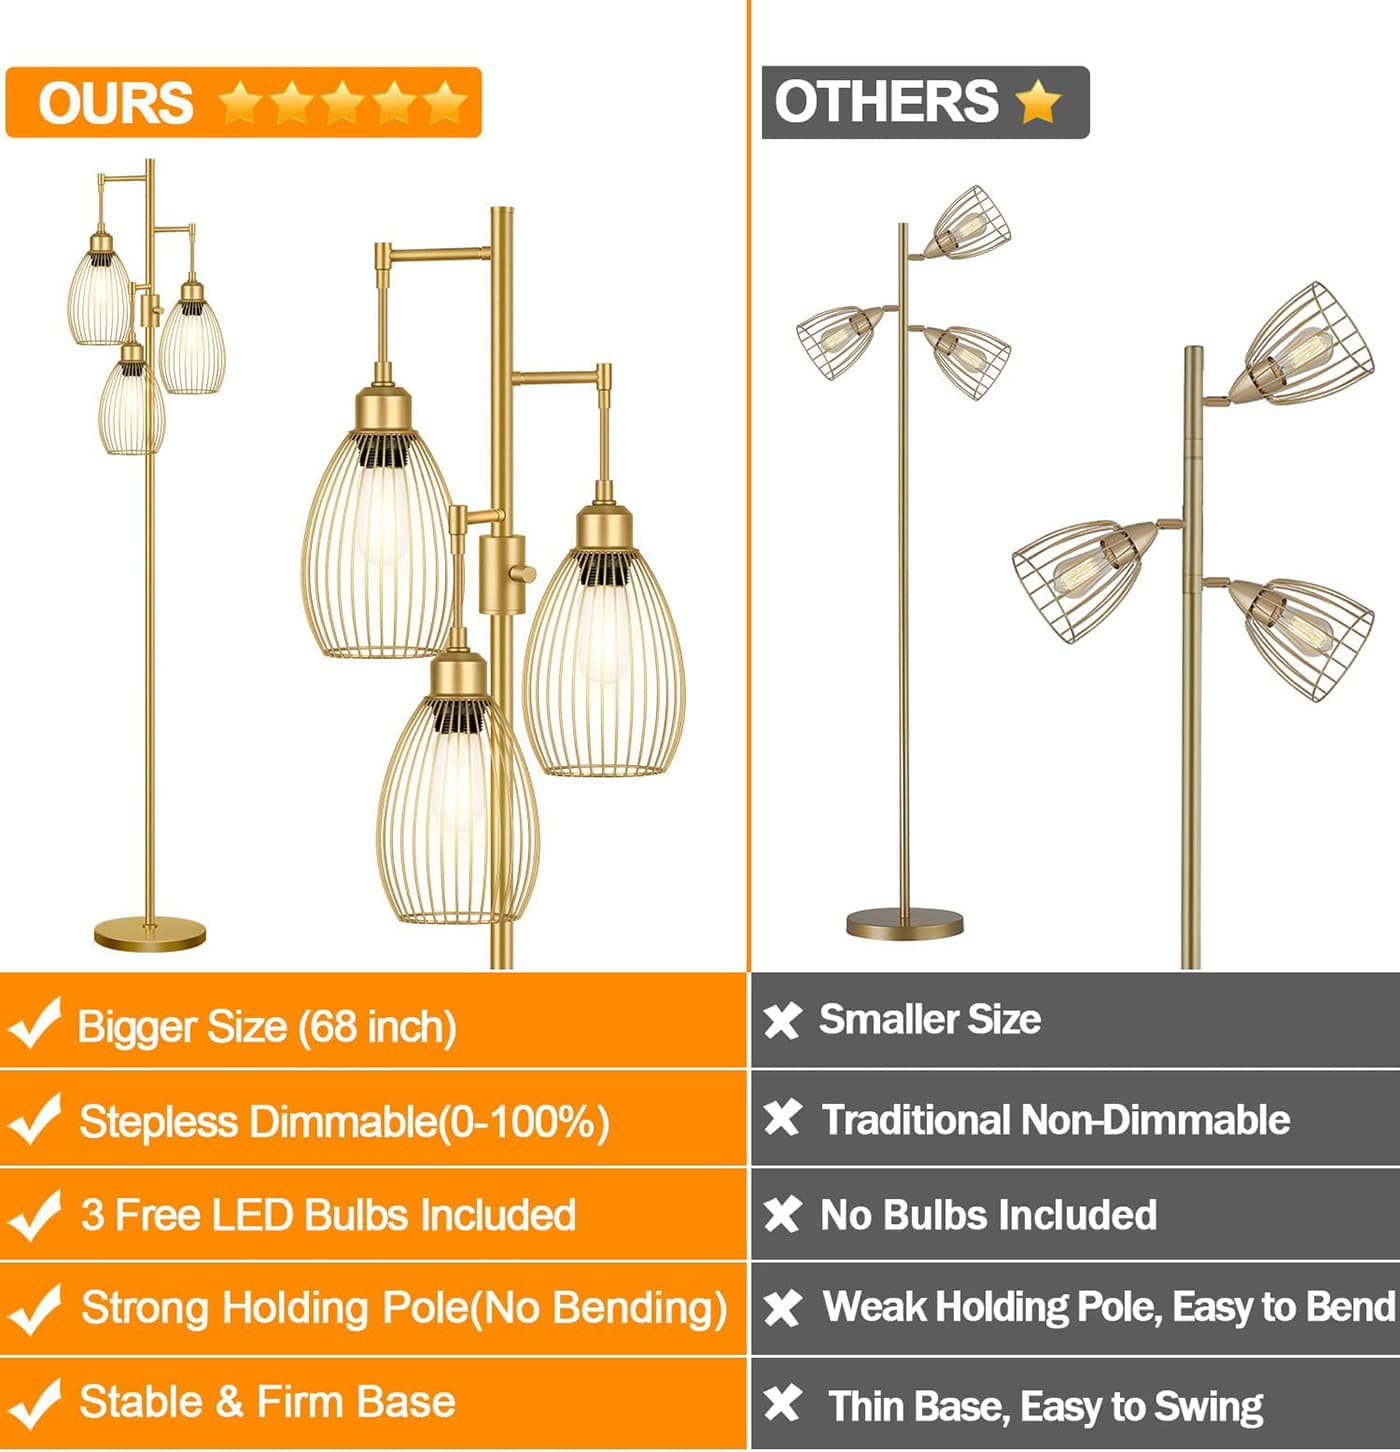 OURS
OTHERS
Bigger Size (68 inch)
Smaller Size
Stepless Dimmable(0-100%)
Traditional Non-Dimmable
3 Free LED Bulbs Included
No Bulbs Included
Strong Holding Pole(No Bending)
Weak Holding Pole, Easy to Bend
Stable & Firm Base
Thin Base, Easy to Swing